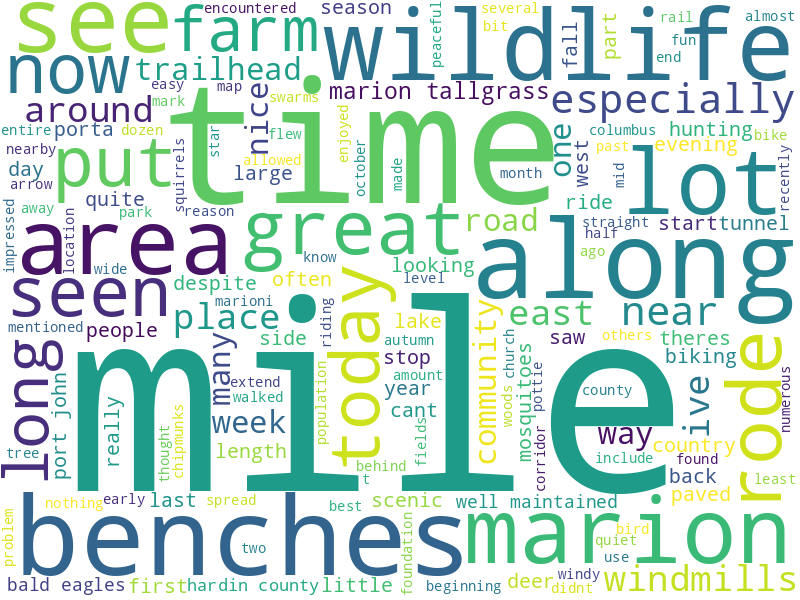 see
farm
encountered
season
wildlife
several
bit
rail
fun
end
almost
peaceful
fall
part
now
trailhead
easy
map
swarms
marion tallgrass
especially
around
mark
nice
time
entire
porta
dozen
star
flew
allowed
enjoyed
october
made
one
west
columbus
hunting
bike
past
evening
nearby
day
arrow
put
squirrels
large
month
mid
lot
recently
quite
away
park
reason
ride
impressed
area
location
great
road
straight
half
start
tunnel
know
along
ago
wide
looking
level
seen
despite
often
today
east
near
mentioned
people
place
marioni
side
riding
lake
autumn
community
church
saw
theres
others
long
many
stop
biking
rode
numerous
port john
really
extend
walked
population
year
amount
cant
mile
woods
pottie
mosquitoes
county
ive
week
length
thought
chipmunks
fields
corridor
way
country
include
found
back
tree
behind
t
nothing
early
last
spread
best
scenic
well maintained
use
paved
least
problem
benches
two
foundation
marion
bird
quiet
bald eagles
first
hardin county
little
beginning
deer
windy
didnt
windmills